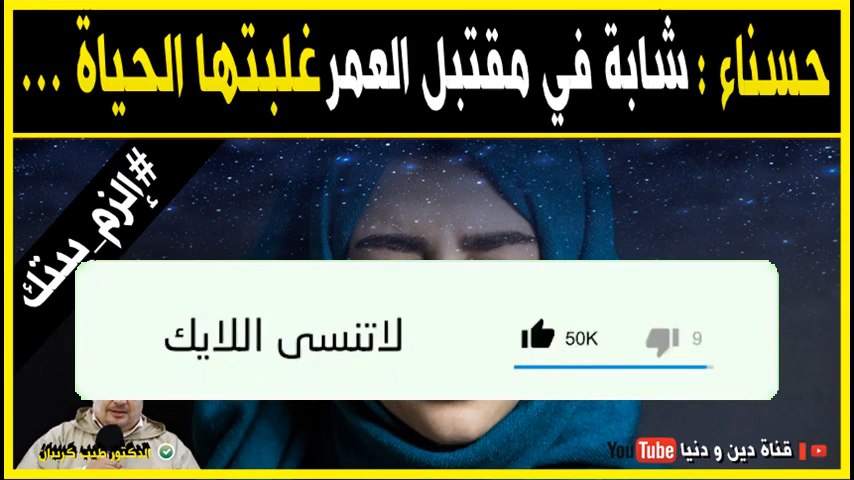 حسناء : شابة في مقتبل العمر غلبتها الحياة ...
#إلزم_بيتك
لاتنسى اللايك
50K
9
الدكتور طيب كريبان
قناة دين و دنيا YouTube